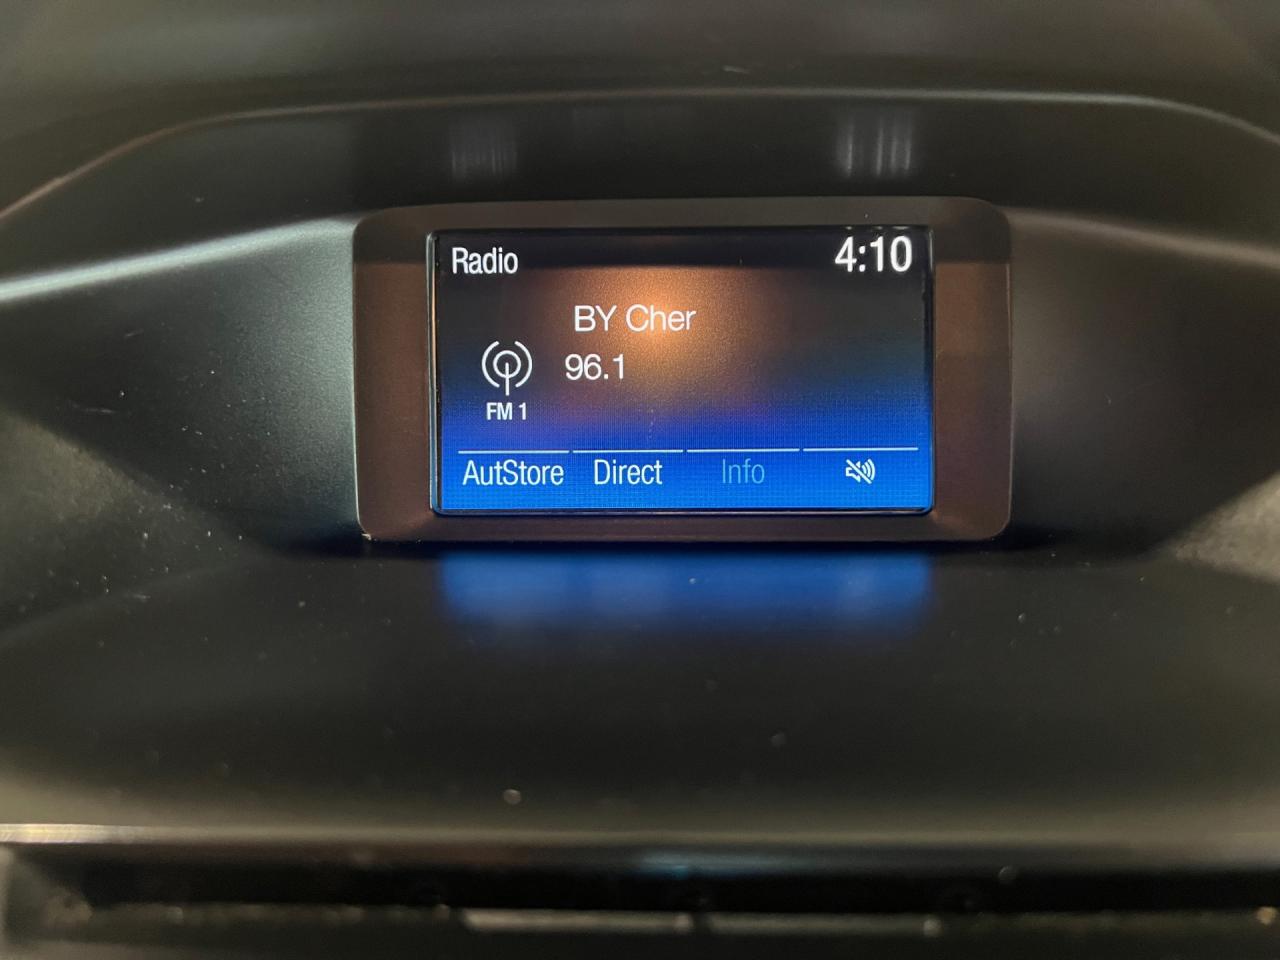 Radio 4:10
BY Cher
96.1
FM 1
AutStore Direct Info